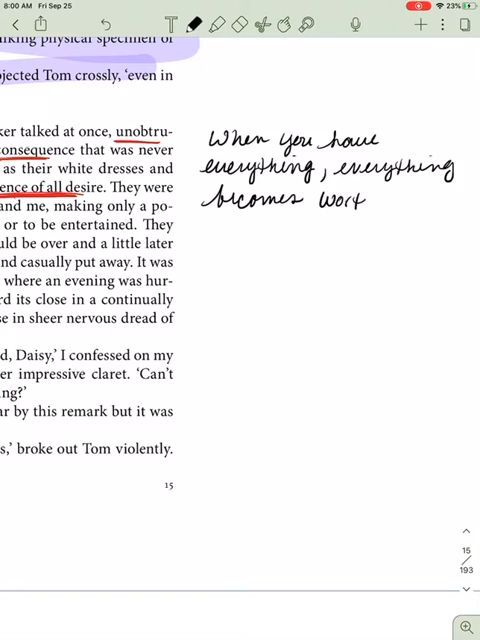 8:00 AM Fri Sep 25
23%
physical specimen of
jected Tom crossly, 'even in
ker talked at once, unobtru-
onsequence that was never
as their white dresses and
ence of all desire. They were
and me, making only a po-
or to be entertained. They
uld be over and a little later
nd casually put away. It was
where an evening was hur-
rd its close in a continually
se in sheer nervous dread of
d, Daisy,' I confessed on my
er impressive claret. 'Can't
ng?'
ar by this remark but it was
s,' broke out Tom violently.
15
When you have
everything, everything
becomes wort
15
193